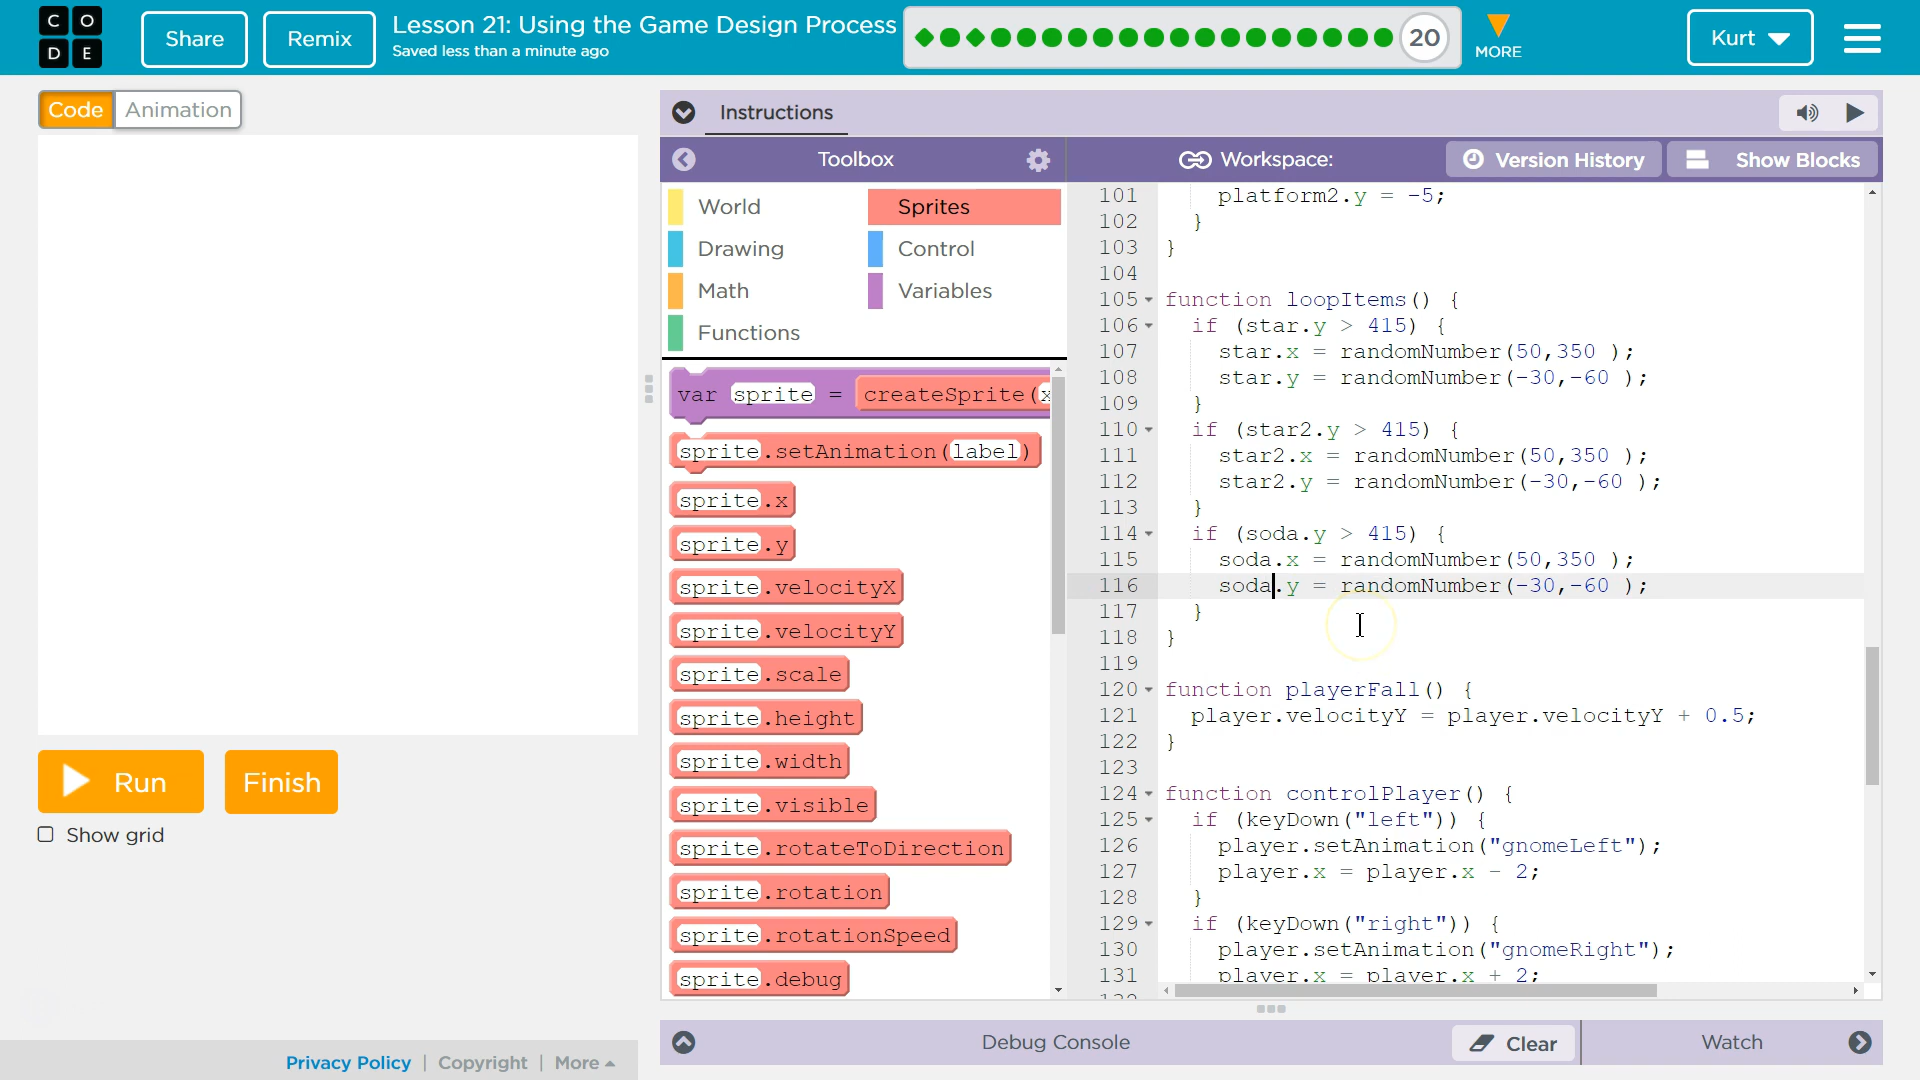 CODE
Share
Remix
Lesson 21: Using the Game Design Process
Saved less than a minute ago
20
MORE
Kurt
Code
Animation
Instructions
Toolbox
Workspace:
Version History
Show Blocks
World
Sprites
Drawing
Control
Math
Variables
Functions
var sprite = createSprite(x
sprite.setAnimation(label)
sprite.x
sprite.y
sprite.velocityX
sprite.velocityY
sprite.scale
sprite.height
sprite.width
sprite.visible
sprite.rotateToDirection
sprite.rotation
sprite.rotationSpeed
sprite.debug
101 platform2.y = -5;
102 }
103 }
104
105 function loopItems() {
106 if (star.y > 415) {
107 star.x = randomNumber(50,350 );
108 star.y = randomNumber(-30,-60 );
109 }
110 if (star2.y > 415) {
111 star2.x = randomNumber(50,350 );
112 star2.y = randomNumber(-30,-60 );
113 }
114 if (soda.y > 415) {
115 soda.x = randomNumber(50,350 );
116 soda.y = randomNumber(-30,-60 );
117 }
118 }
119
120 function playerFall() {
121 player.velocityY = player.velocityY + 0.5;
122 }
123
124 function controlPlayer() {
125 if (keyDown("left")) {
126 player.setAnimation("gnomeLeft");
127 player.x = player.x - 2;
128 }
129 if (keyDown("right")) {
130 player.setAnimation("gnomeRight");
131 player.x = player.x + 2;
Run
Finish
Show grid
Debug Console
Clear
Watch
Privacy Policy | Copyright | More